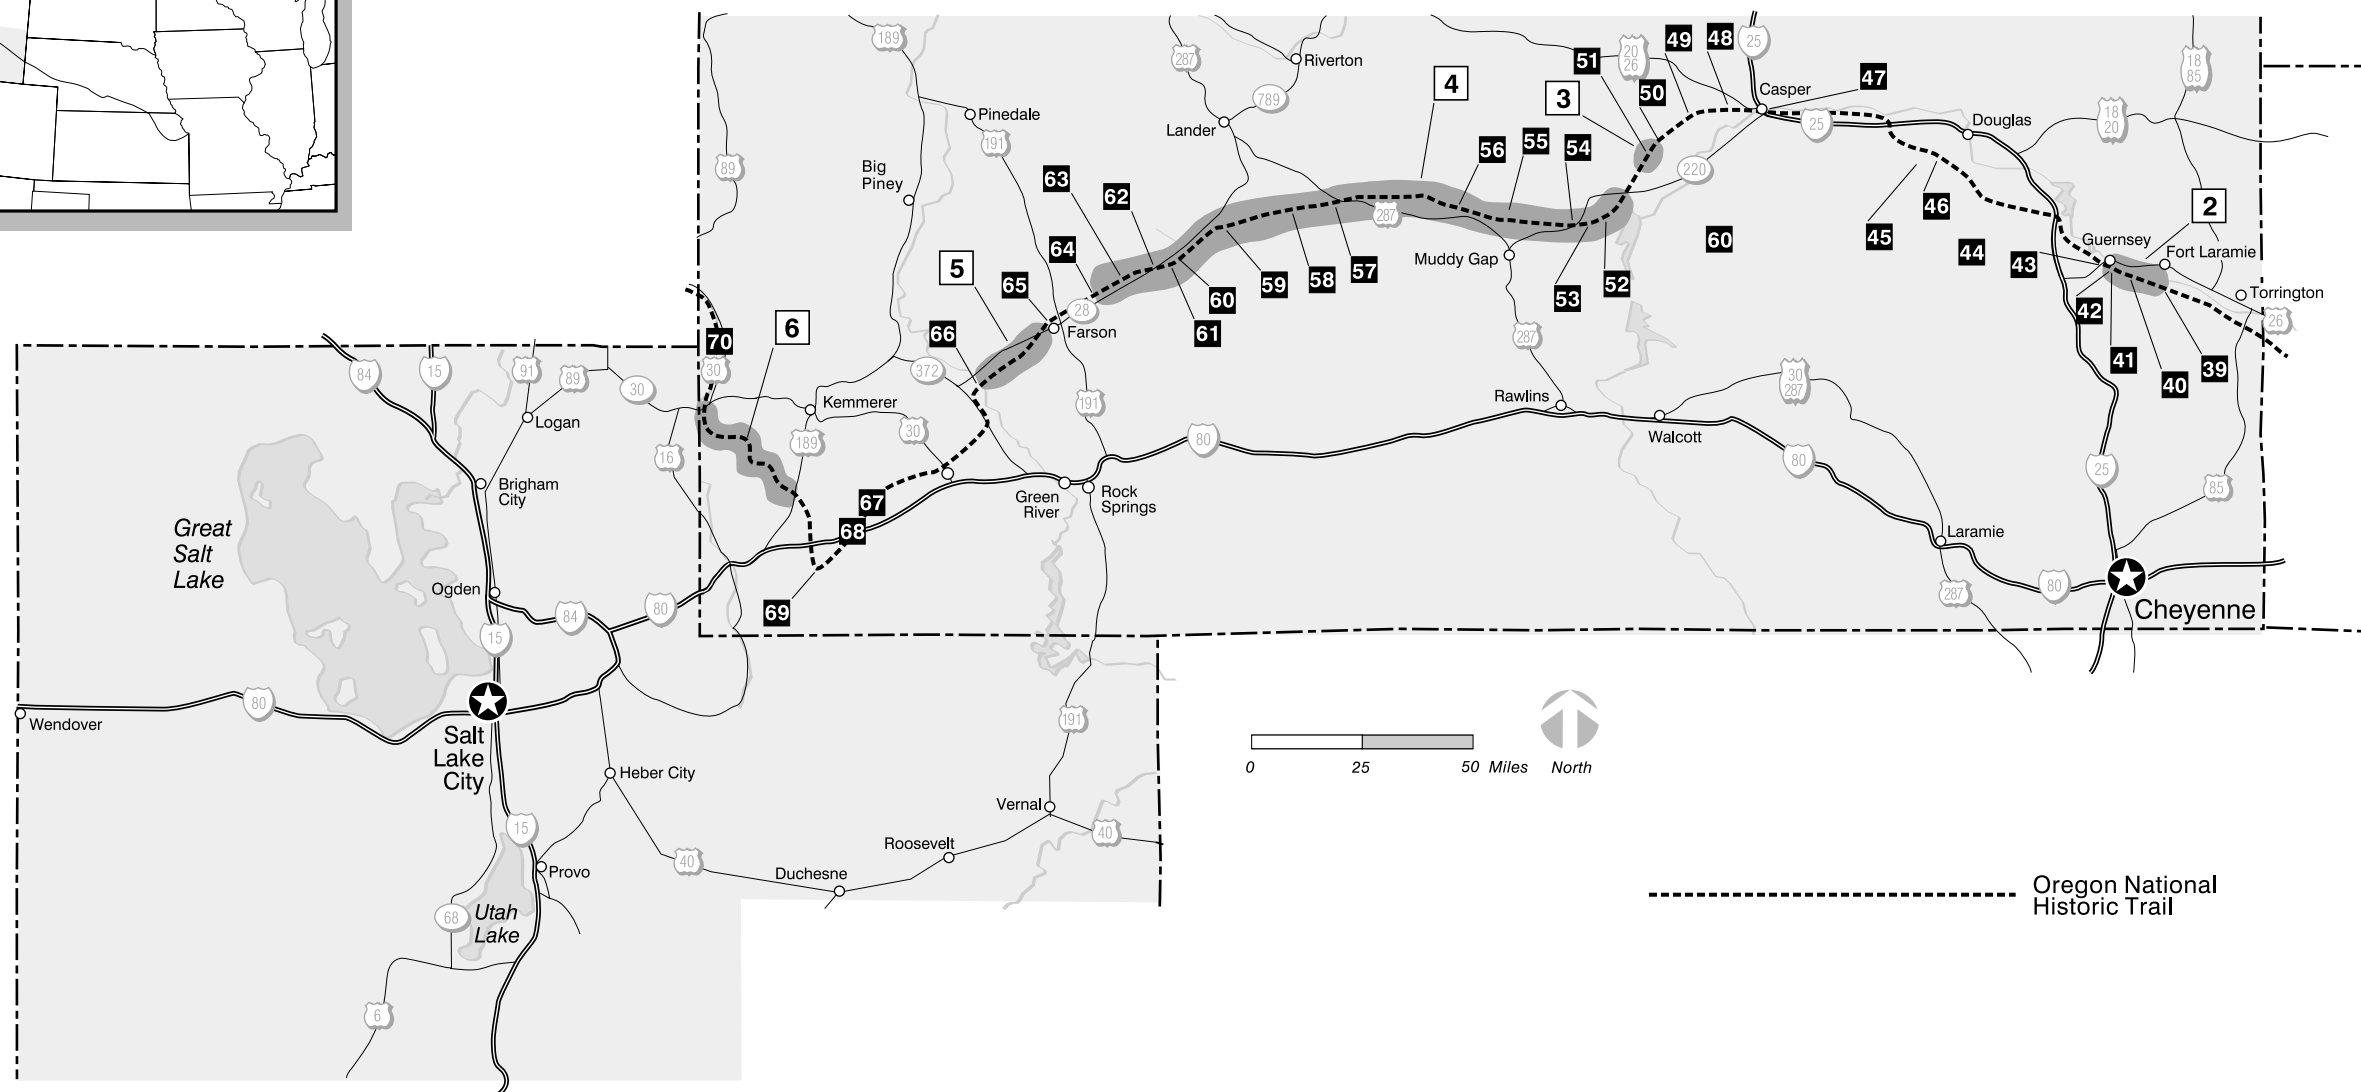 189
287
Riverton
789
Pinedale
191
Lander
89
Big
Piney
4
3
51
20
26
49
48
50
25
Casper
47
18
85
18
20
Douglas
25
220
63
62
56
55
54
64
287
Muddy Gap
60
45
46
44
43
2
Guernsey
Fort Laramie
5
65
28
Farson
60
61
59
58
57
53
52
42
Torrington
26
41
40
39
66
70
6
30
372
191
287
Rawlins
30
287
Walcott
84
15
91
89
30
Logan
Kemmerer
30
189
16
80
80
25
85
Brigham
City
Great
Salt
Lake
67
68
Green
River
Rock
Springs
Laramie
287
80
Cheyenne
Ogden
84
80
69
15
80
Wendover
Salt
Lake
City
191
0
25
50 Miles
North
Heber City
Vernal
40
15
Roosevelt
40
Duchesne
Provo
68
Utah
Lake
6
Oregon National
Historic Trail